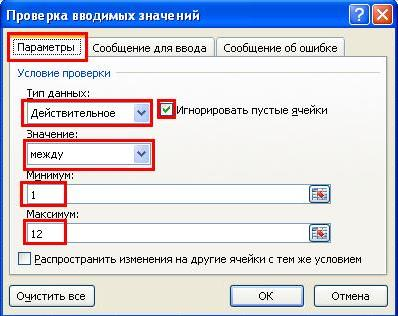 Проверка вводимых значений
Параметры Сообщение для ввода Сообщение об ошибке
Условие проверки
Тип данных:
Действительное Игнорировать пустые ячейки
Значение:
между
Минимум:
1
Максимум:
12
Распространить изменения на другие ячейки с тем же условием
Очистить все ОК Отмена